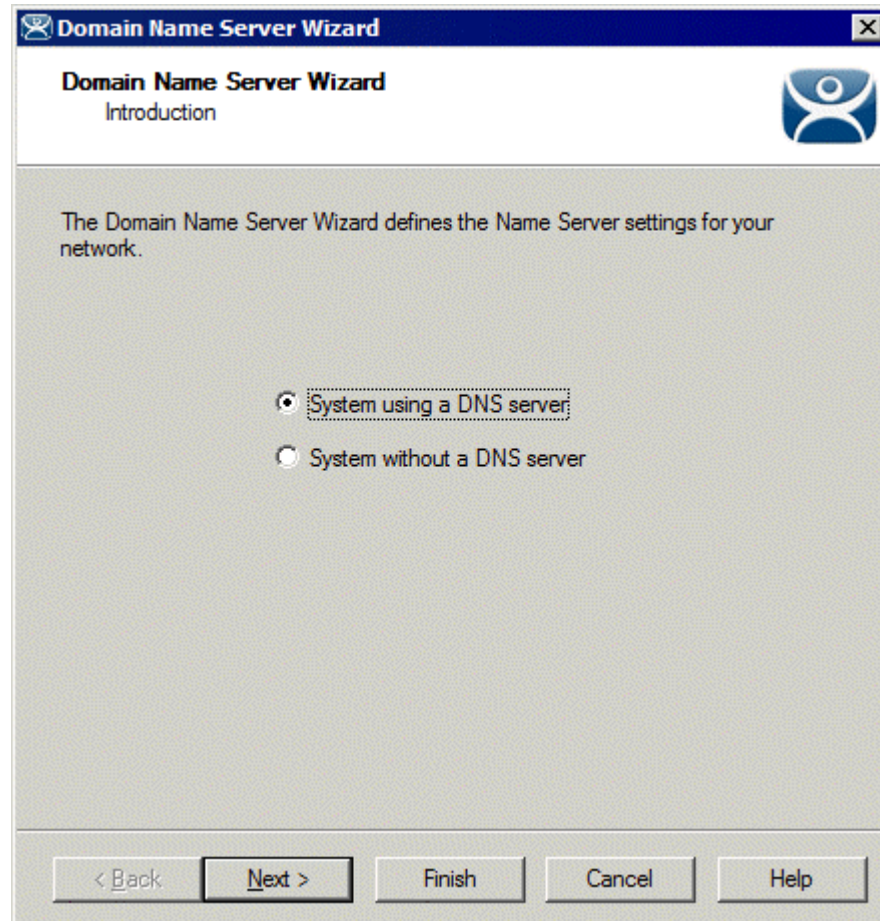 Domain Name Server Wizard
Domain Name Server Wizard
Introduction
The Domain Name Server Wizard defines the Name Server settings for your
network.
System using a DNS server
System without a DNS server
< Back Next > Finish Cancel Help